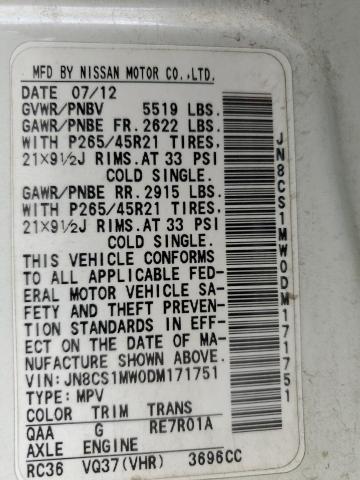 MFD BY NISSAN MOTOR CO.,LTD.
DATE 07/12
GVWR/PNBV 5519 LBS.
GAWR/PNBE FR. 2622 LBS.
WITH P265/45R21 TIRES.
21×9½J RIMS.AT 33 PSI
COLD SINGLE.
GAWR/PNBE RR. 2915 LBS.
WITH P265/45R21 TIRES.
21×9½J RIMS.AT 33 PSI
COLD SINGLE.
THIS VEHICLE CONFORMS
TO ALL APPLICABLE FED-
ERAL MOTOR VEHICLE SA-
FETY AND THEFT PREVEN-
TION STANDARDS IN EFF-
ECT ON THE DATE OF MA-
NUFACTURE SHOWN ABOVE.
VIN: JN8CS1MW0DM171751
TYPE: MPV
COLOR TRIM TRANS
QAA G RE7R01A
AXLE ENGINE
RC36 VQ37(VHR) 3696CC
JN8CS1MW0DM171751